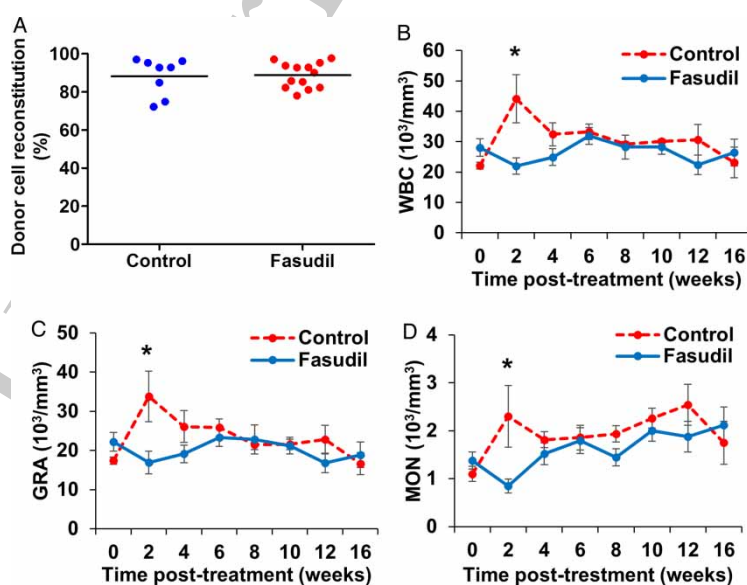 A
Donor cell reconstitution
(%)
100
80
60
40
20
0
Control
Fasudil
B
WBC (10³/mm³)
60
50
40
30
20
10
0
*
Control
Fasudil
0 2 4 6 8 10 12 16
Time post-treatment (weeks)
C
GRA (10³/mm³)
50
40
30
20
10
0
*
Control
Fasudil
0 2 4 6 8 10 12 16
Time post-treatment (weeks)
D
MON (10³/mm³)
4
3
2
1
0
*
Control
Fasudil
0 2 4 6 8 10 12 16
Time post-treatment (weeks)